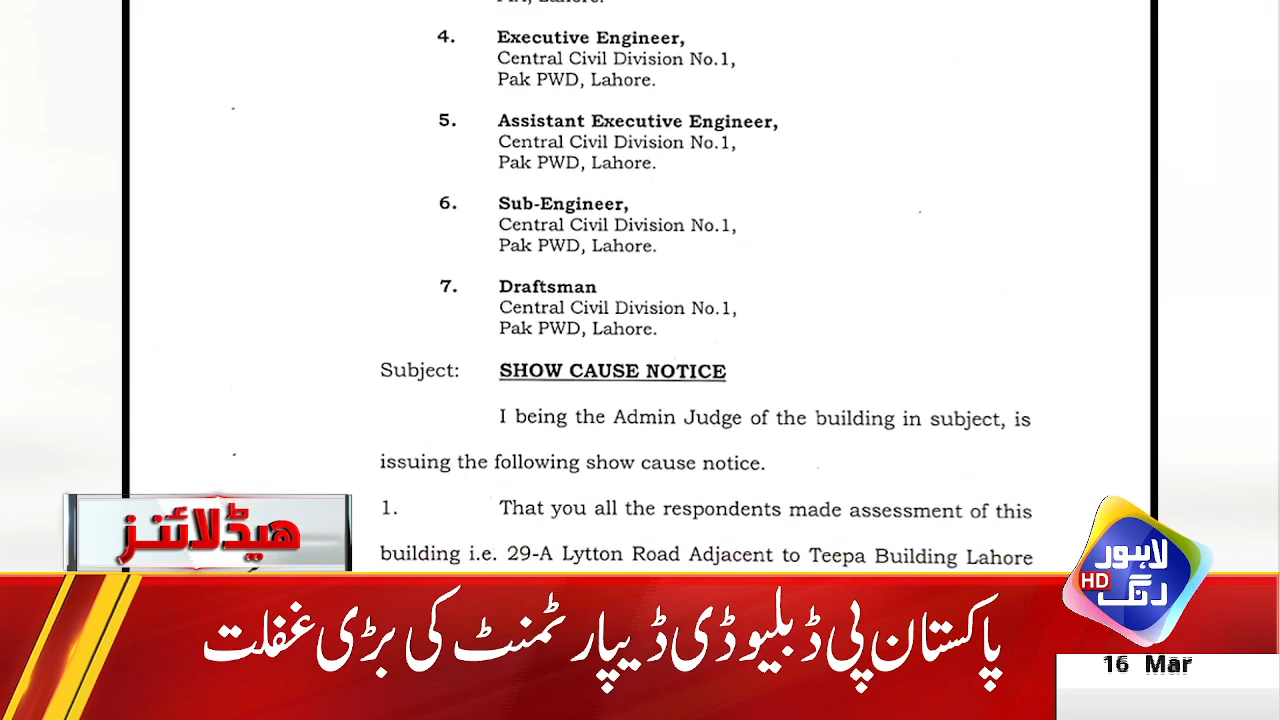 4. Executive Engineer,
Central Civil Division No.1,
Pak PWD, Lahore.
5. Assistant Executive Engineer,
Central Civil Division No.1,
Pak PWD, Lahore.
6. Sub-Engineer,
Central Civil Division No.1,
Pak PWD, Lahore.
7. Draftsman
Central Civil Division No.1,
Pak PWD, Lahore.
Subject: SHOW CAUSE NOTICE
I being the Admin Judge of the building in subject, is
issuing the following show cause notice.
1. That you all the respondents made assessment of this
building i.e. 29-A Lytton Road Adjacent to Teepa Building Lahore
ہیڈلائنز
لاہور
رنگ HD
پاکستان پی ڈبلیو ڈی ڈیپارٹمنٹ کی بڑی غفلت
16 Mar